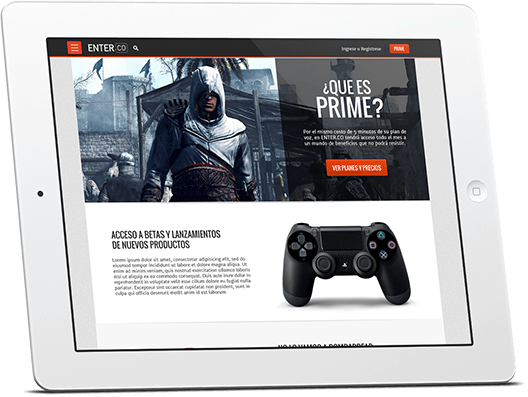 ENTER.CO
Ingrese o Regístrese
PRIME
¿QUE ES
PRIME?
Por el mismo costo de 5 minutos de su plan de
voz, en ENTER.CO tendrá acceso todo el mes a
un mundo de beneficios que no podrá resistir.
VER PLANES Y PRECIOS
ACCESO A BETAS Y LANZAMIENTOS
DE NUEVOS PRODUCTOS
Lorem ipsum dolor sit amet, consectetur adipisicing elit, sed do
eiusmod tempor incididunt ut labore et dolore magna aliqua. Ut
enim ad minim veniam, quis nostrud exercitation ullamco laboris
nisi ut aliquip ex ea commodo consequat. Duis aute irure dolor in
reprehenderit in voluptate velit esse cillum dolore eu fugiat nulla
pariatur. Excepteur sint occaecat cupidatat non proident, sunt in
culpa qui officia deserunt mollit anim id est laborum